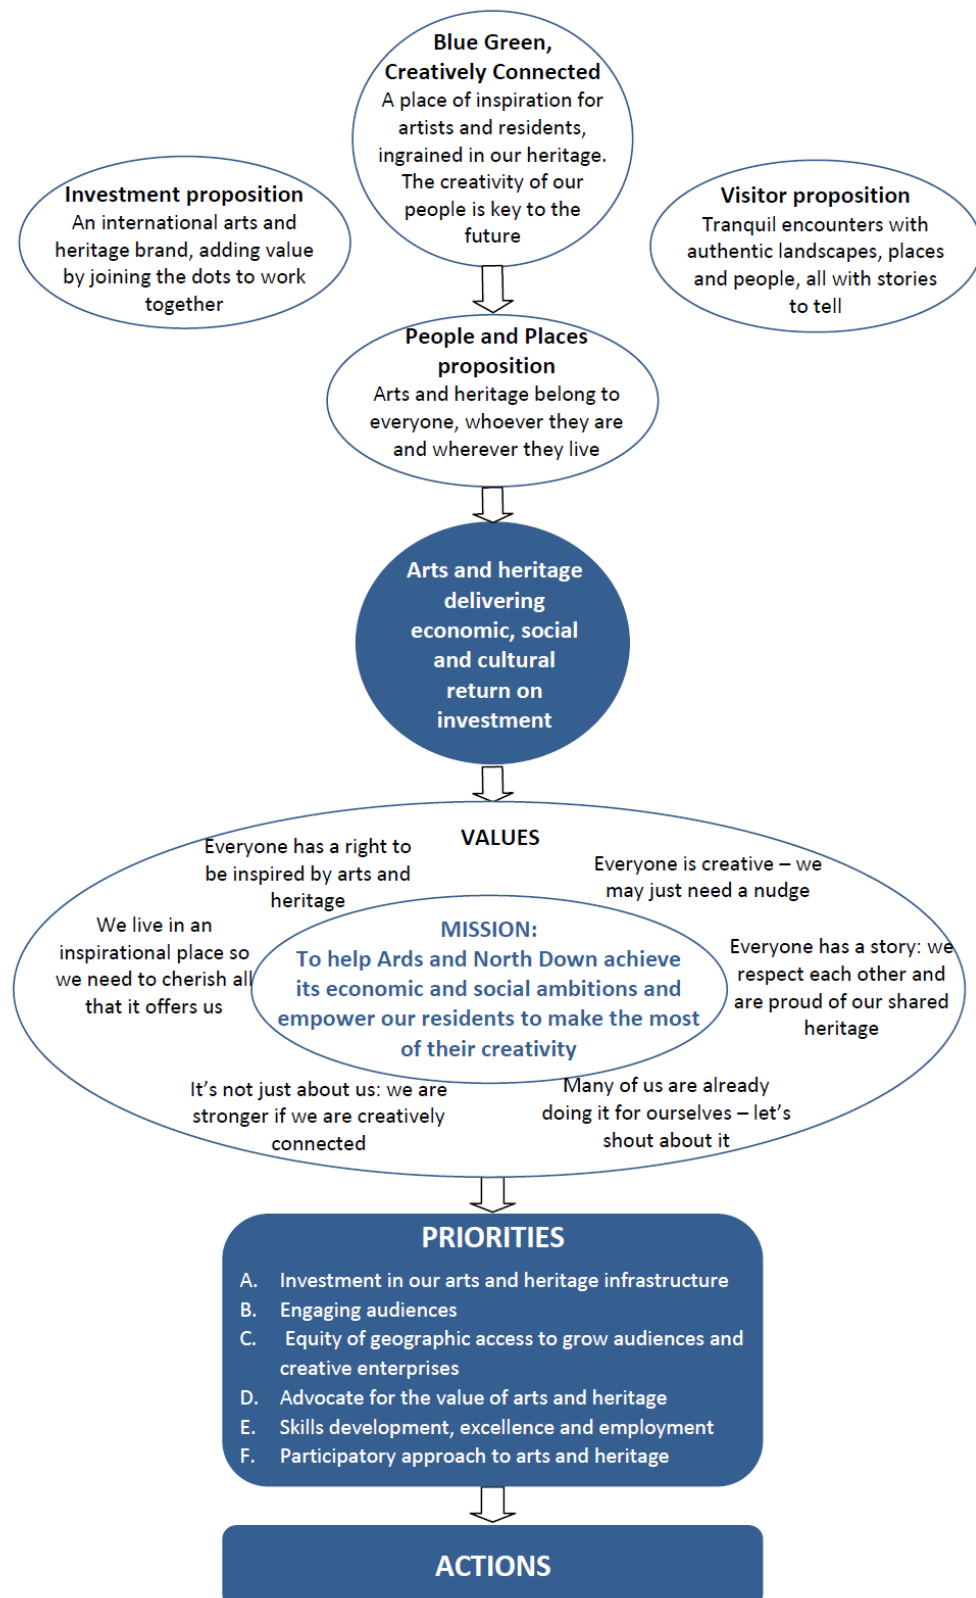 Blue Green,
Creatively Connected
A place of inspiration for
artists and residents,
ingrained in our heritage.
The creativity of our
people is key to the
future
Investment proposition
An international arts and
heritage brand, adding value
by joining the dots to work
together
Visitor proposition
Tranquil encounters with
authentic landscapes, places
and people, all with stories
to tell
People and Places
proposition
Arts and heritage belong to
everyone, whoever they are
and wherever they live
Arts and heritage
delivering
economic, social
and cultural
return on
investment
VALUES
Everyone has a right to
be inspired by arts and
heritage
Everyone is creative – we
may just need a nudge
We live in an
inspirational place so
we need to cherish all
that it offers us
MISSION:
To help Ards and North Down achieve
its economic and social ambitions and
empower our residents to make the most
of their creativity
Everyone has a story: we
respect each other and
are proud of our shared
heritage
It’s not just about us: we are
stronger if we are creatively
connected
Many of us are already
doing it for ourselves – let’s
shout about it
PRIORITIES
A. Investment in our arts and heritage infrastructure
B. Engaging audiences
C. Equity of geographic access to grow audiences and
creative enterprises
D. Advocate for the value of arts and heritage
E. Skills development, excellence and employment
F. Participatory approach to arts and heritage
ACTIONS